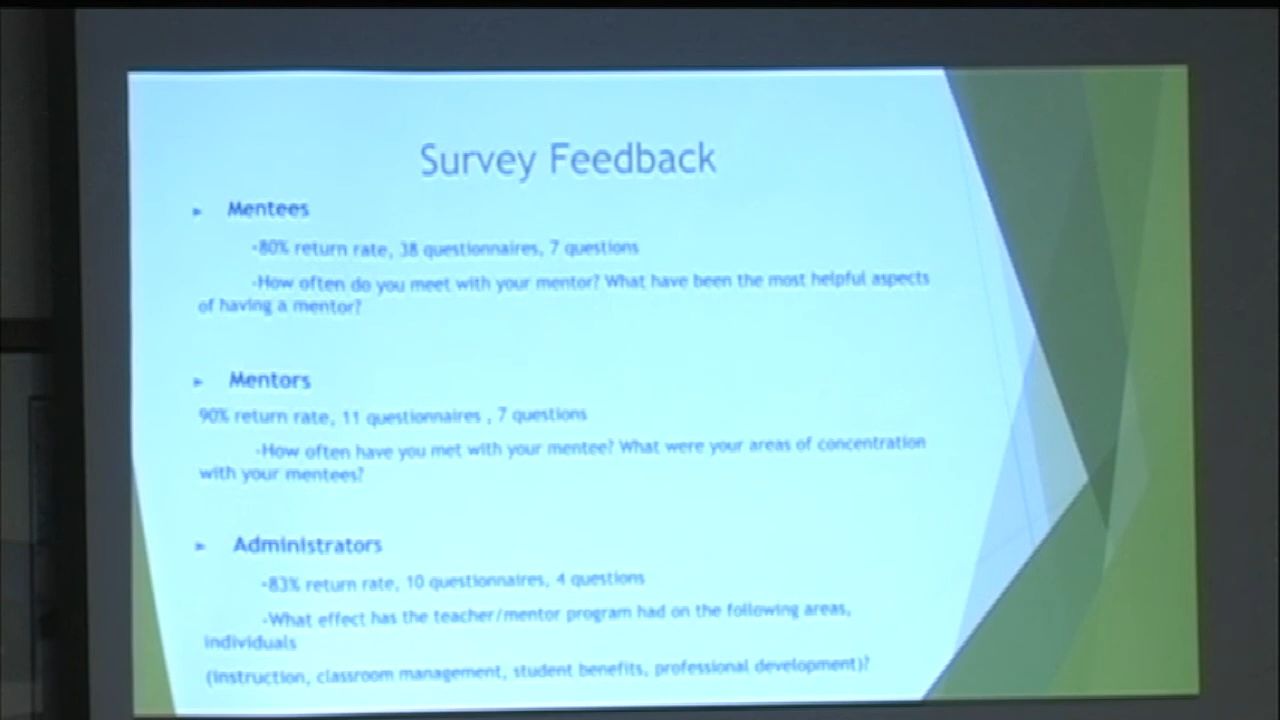 Survey Feedback
► Mentees
-80% return rate, 38 questionnaires, 7 questions
-How often do you meet with your mentor? What have been the most helpful aspects
of having a mentor?
► Mentors
90% return rate, 11 questionnaires , 7 questions
-How often have you met with your mentee? What were your areas of concentration
with your mentees?
► Administrators
-83% return rate, 10 questionnaires, 4 questions
-What effect has the teacher/mentor program had on the following areas,
individuals
(instruction, classroom management, student benefits, professional development)?